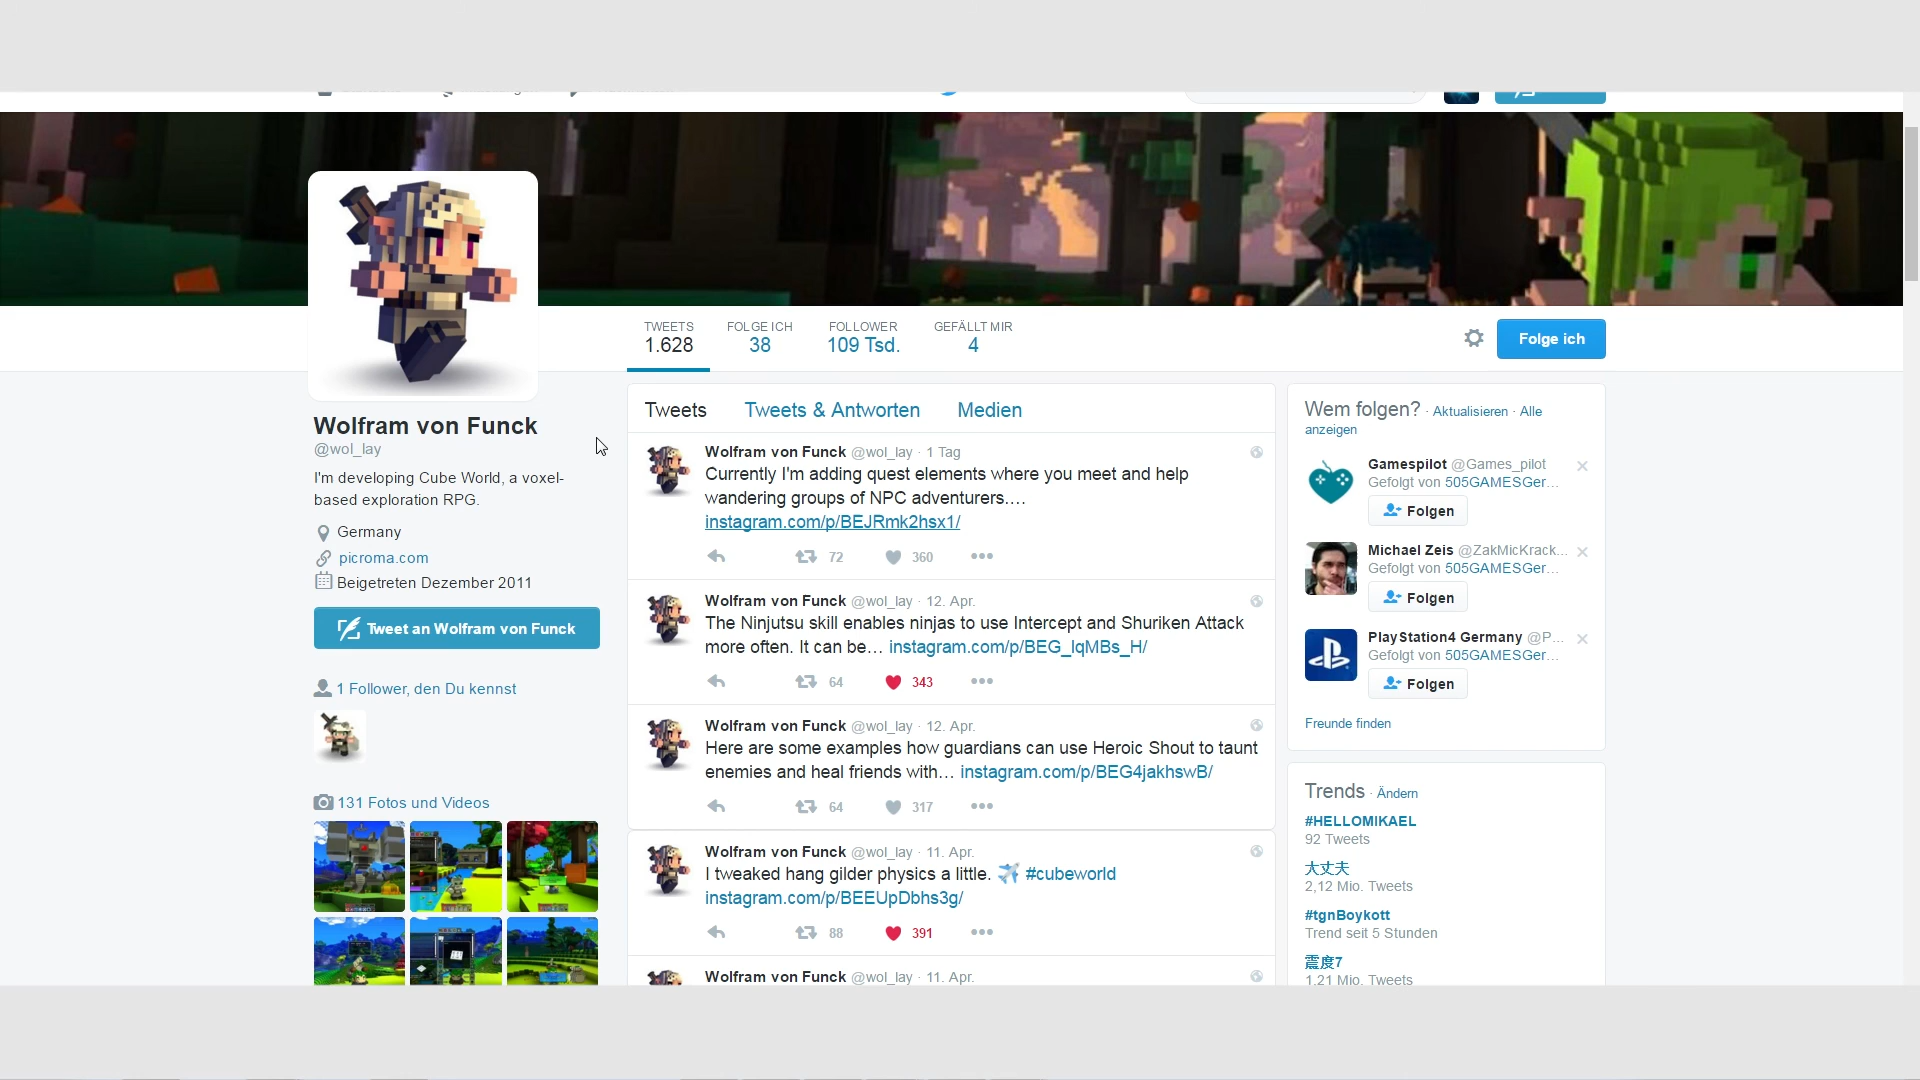 TWEETS
1.628
FOLGE ICH
38
FOLLOWER
109 Tsd.
GEFÄLLT MIR
4
Folge ich
Wolfram von Funck
@wol_lay
I'm developing Cube World, a voxel-
based exploration RPG.
Germany
picroma.com
Beigetreten Dezember 2011
Tweet an Wolfram von Funck
1 Follower, den Du kennst
131 Fotos und Videos
Tweets
Tweets & Antworten
Medien
Wolfram von Funck @wol_lay · 1 Tag
Currently I'm adding quest elements where you meet and help
wandering groups of NPC adventurers.…
instagram.com/p/BEJRmk2hsx1/
72
360
Wolfram von Funck @wol_lay · 12. Apr.
The Ninjutsu skill enables ninjas to use Intercept and Shuriken Attack
more often. It can be… instagram.com/p/BEG_lqMBs_H/
64
343
Wolfram von Funck @wol_lay · 12. Apr.
Here are some examples how guardians can use Heroic Shout to taunt
enemies and heal friends with… instagram.com/p/BEG4jakhswB/
64
317
Wolfram von Funck @wol_lay · 11. Apr.
I tweaked hang gilder physics a little. ✈️ #cubeworld
instagram.com/p/BEEUpDbhs3g/
88
391
Wolfram von Funck @wol_lay · 11. Apr.
Wem folgen? · Aktualisieren · Alle
anzeigen
Gamespilot @Games_pilot
Gefolgt von 505GAMESGer…
Folgen
Michael Zeis @ZakMicKrack…
Gefolgt von 505GAMESGer…
Folgen
PlayStation4 Germany @P…
Gefolgt von 505GAMESGer…
Folgen
Freunde finden
Trends · Ändern
#HELLOMIKAEL
92 Tweets
大丈夫
2,12 Mio. Tweets
#tgnBoykott
Trend seit 5 Stunden
震度7
1,21 Mio. Tweets